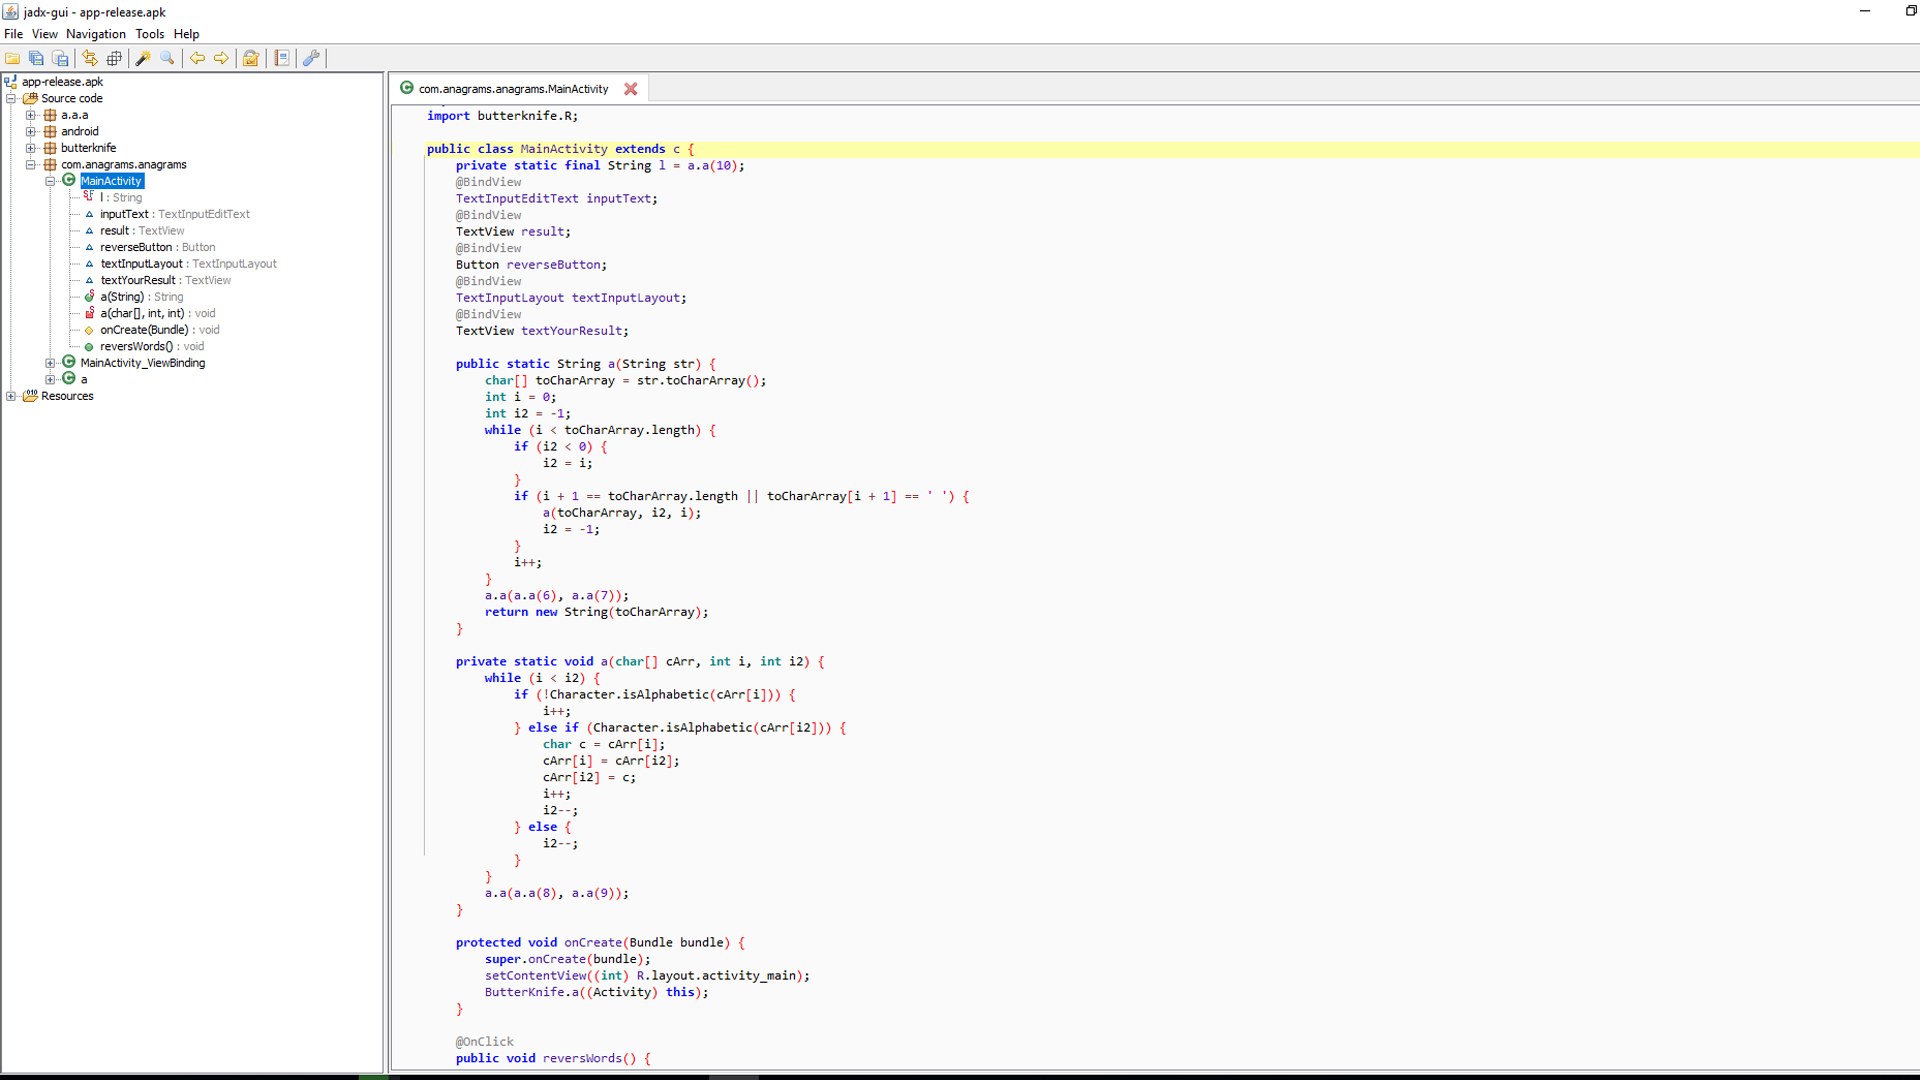 jadx-gui - app-release.apk
File View Navigation Tools Help
app-release.apk
Source code
a.a.a
android
butterknife
com.anagrams.anagrams
MainActivity
l : String
inputText : TextInputEditText
result : TextView
reverseButton : Button
textInputLayout : TextInputLayout
textYourResult : TextView
a(String) : String
a(char[], int, int) : void
onCreate(Bundle) : void
reversWords() : void
MainActivity_ViewBinding
a
Resources
com.anagrams.anagrams.MainActivity
import butterknife.R;
public class MainActivity extends c {
private static final String l = a.a(10);
@BindView
TextInputEditText inputText;
@BindView
TextView result;
@BindView
Button reverseButton;
@BindView
TextInputLayout textInputLayout;
@BindView
TextView textYourResult;
public static String a(String str) {
char[] toCharArray = str.toCharArray();
int i = 0;
int i2 = -1;
while (i < toCharArray.length) {
if (i2 < 0) {
i2 = i;
}
if (i + 1 == toCharArray.length || toCharArray[i + 1] == ' ') {
a(toCharArray, i2, i);
i2 = -1;
}
i++;
}
a.a(a.a(6), a.a(7));
return new String(toCharArray);
}
private static void a(char[] cArr, int i, int i2) {
while (i < i2) {
if (!Character.isAlphabetic(cArr[i])) {
i++;
} else if (Character.isAlphabetic(cArr[i2])) {
char c = cArr[i];
cArr[i] = cArr[i2];
cArr[i2] = c;
i++;
i2--;
} else {
i2--;
}
}
a.a(a.a(8), a.a(9));
}
protected void onCreate(Bundle bundle) {
super.onCreate(bundle);
setContentView((int) R.layout.activity_main);
ButterKnife.a((Activity) this);
}
@OnClick
public void reversWords() {